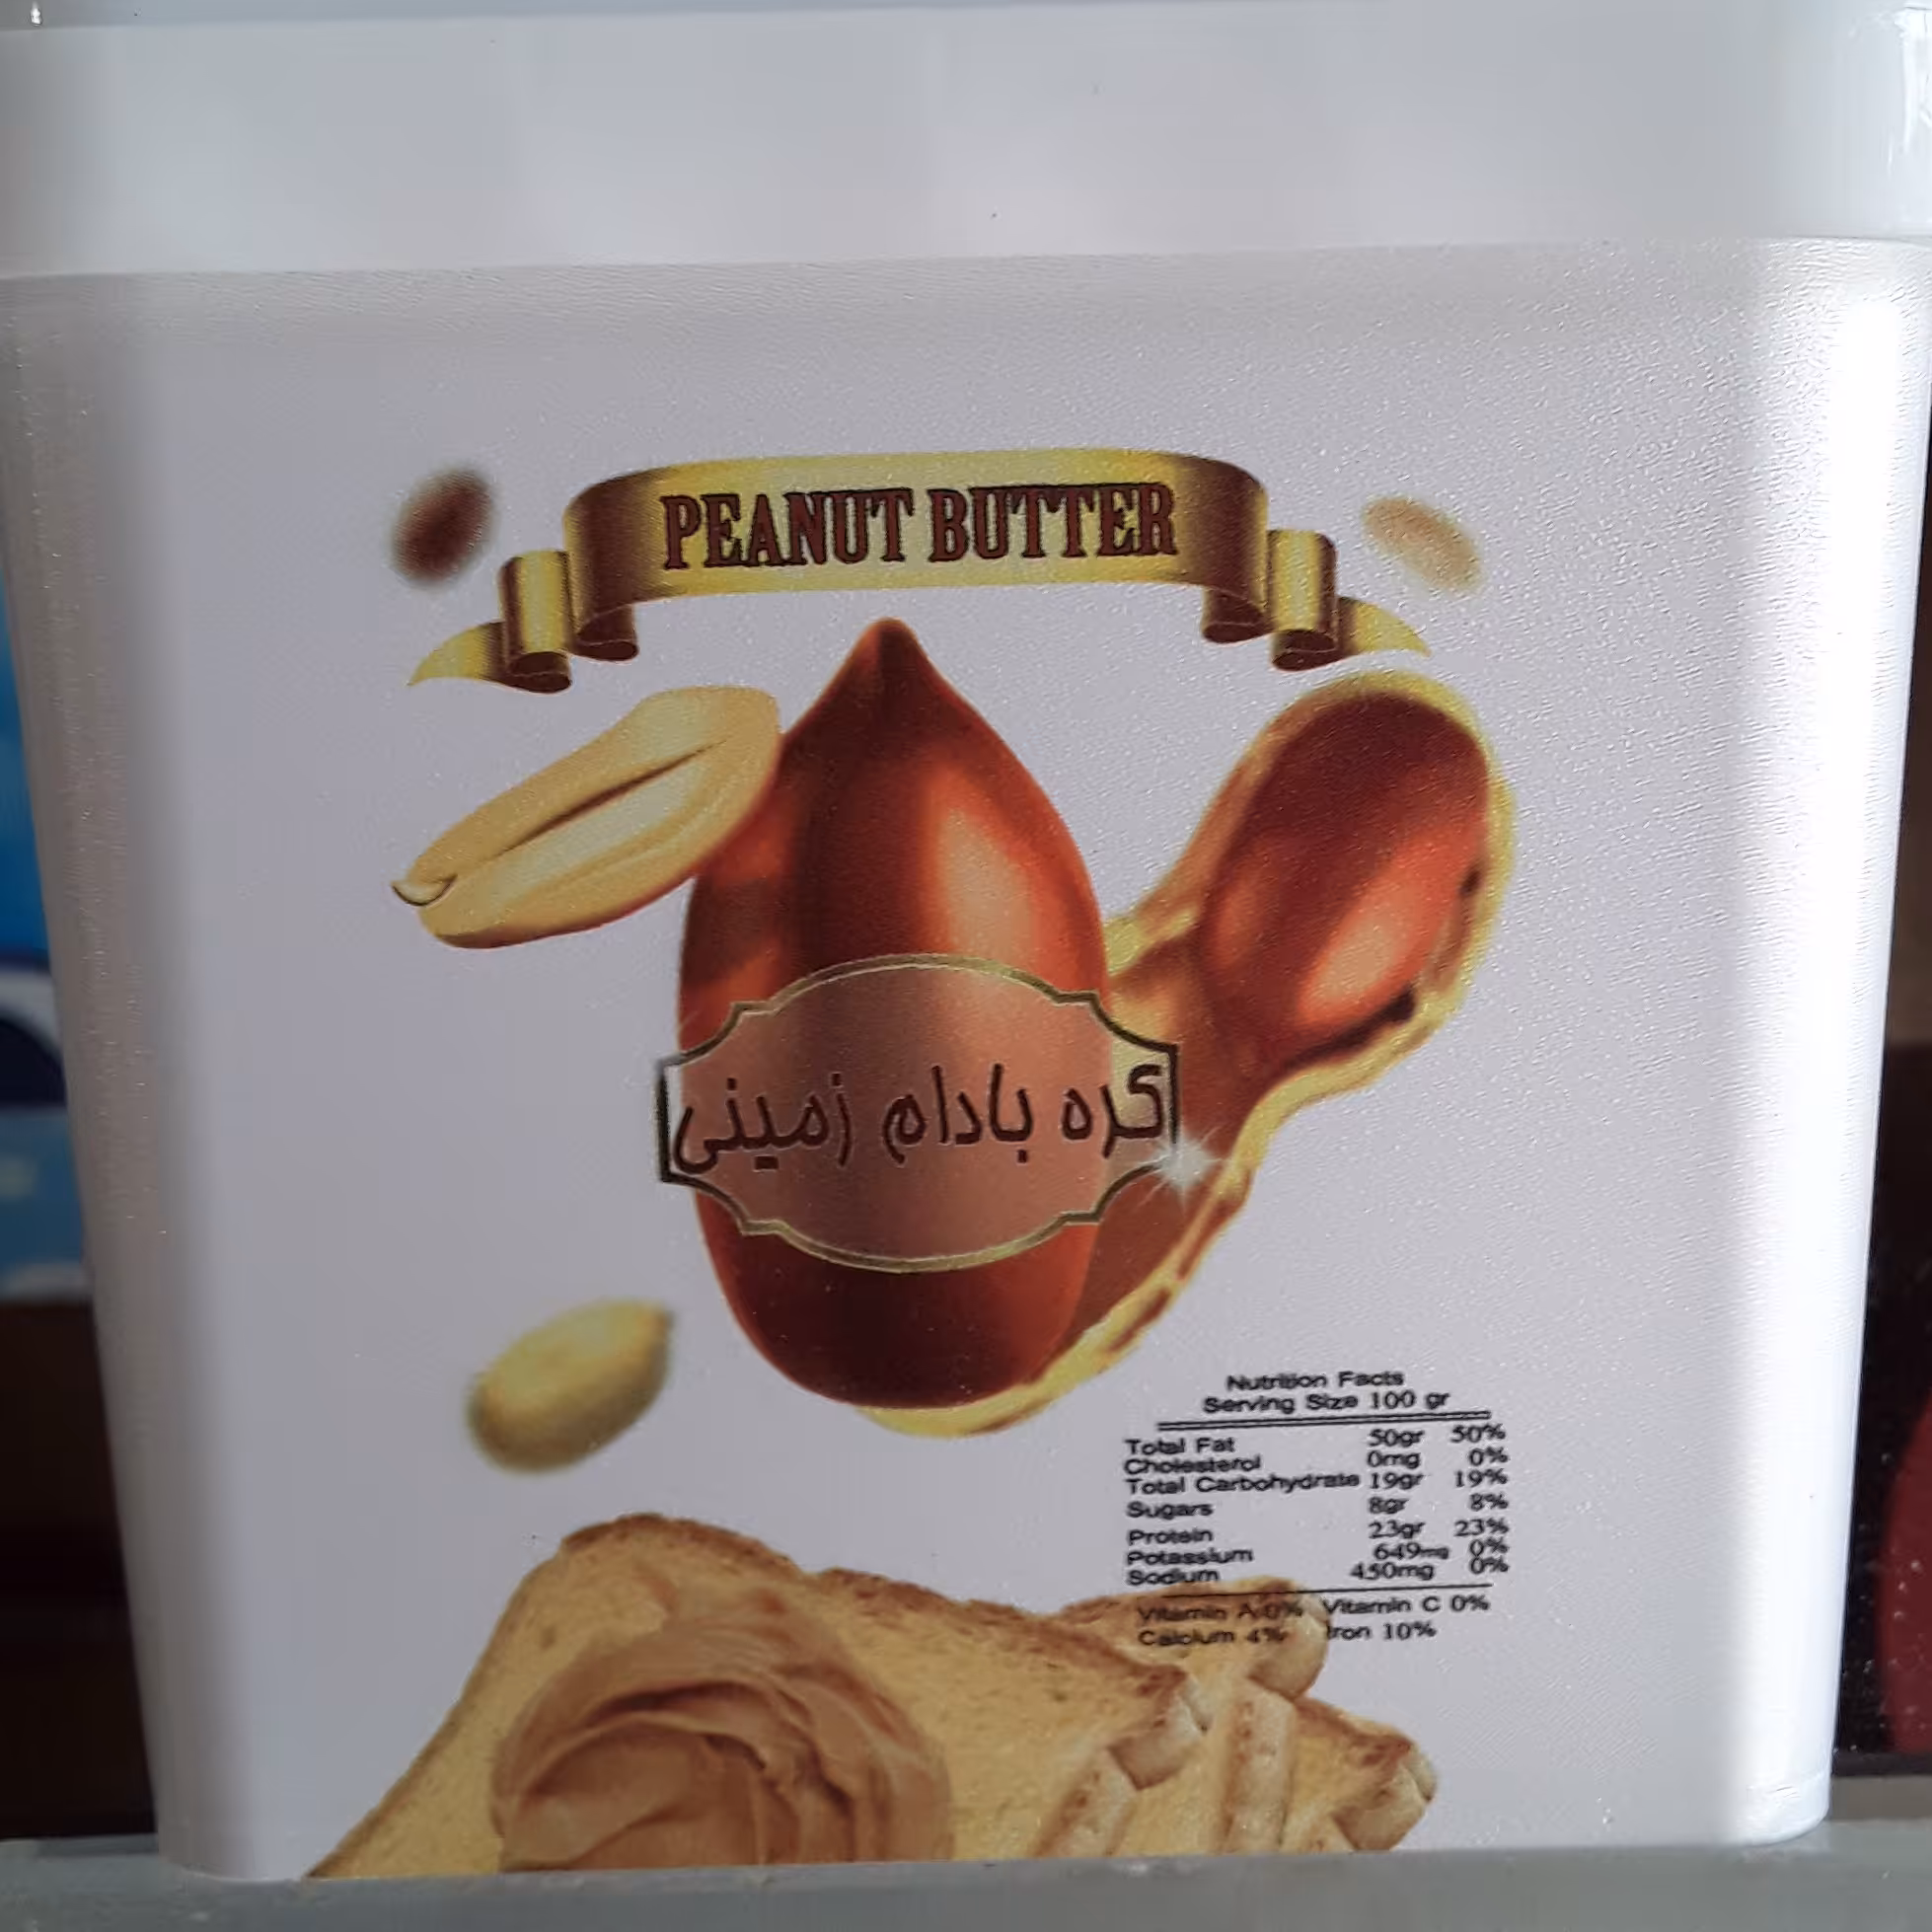 PEANUT BUTTER
کره بادام زمینی
Nutrition Facts
Serving Size 100 gr
Total Fat 50gr 50%
Cholesterol 0mg 0%
Total Carbohydrate 19gr 19%
Sugars 8gr 8%
Protein 23gr 23%
Potassium 649mg 0%
Sodium 450mg 0%
Vitamin A 0% Vitamin C 0%
Calcium 4% Iron 10%